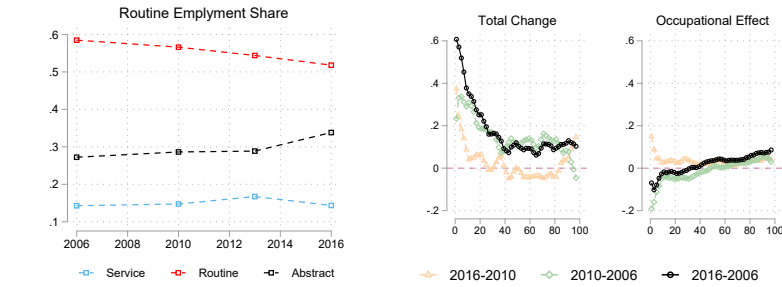 Routine Emplyment Share
.6
.5
.4
.3
.2
.1
2006 2008 2010 2012 2014 2016
Service Routine Abstract
Total Change
.6
.4
.2
0
-.2
0 20 40 60 80 100
Occupational Effect
.6
.4
.2
0
-.2
0 20 40 60 80 100
2016-2010 2010-2006 2016-2006